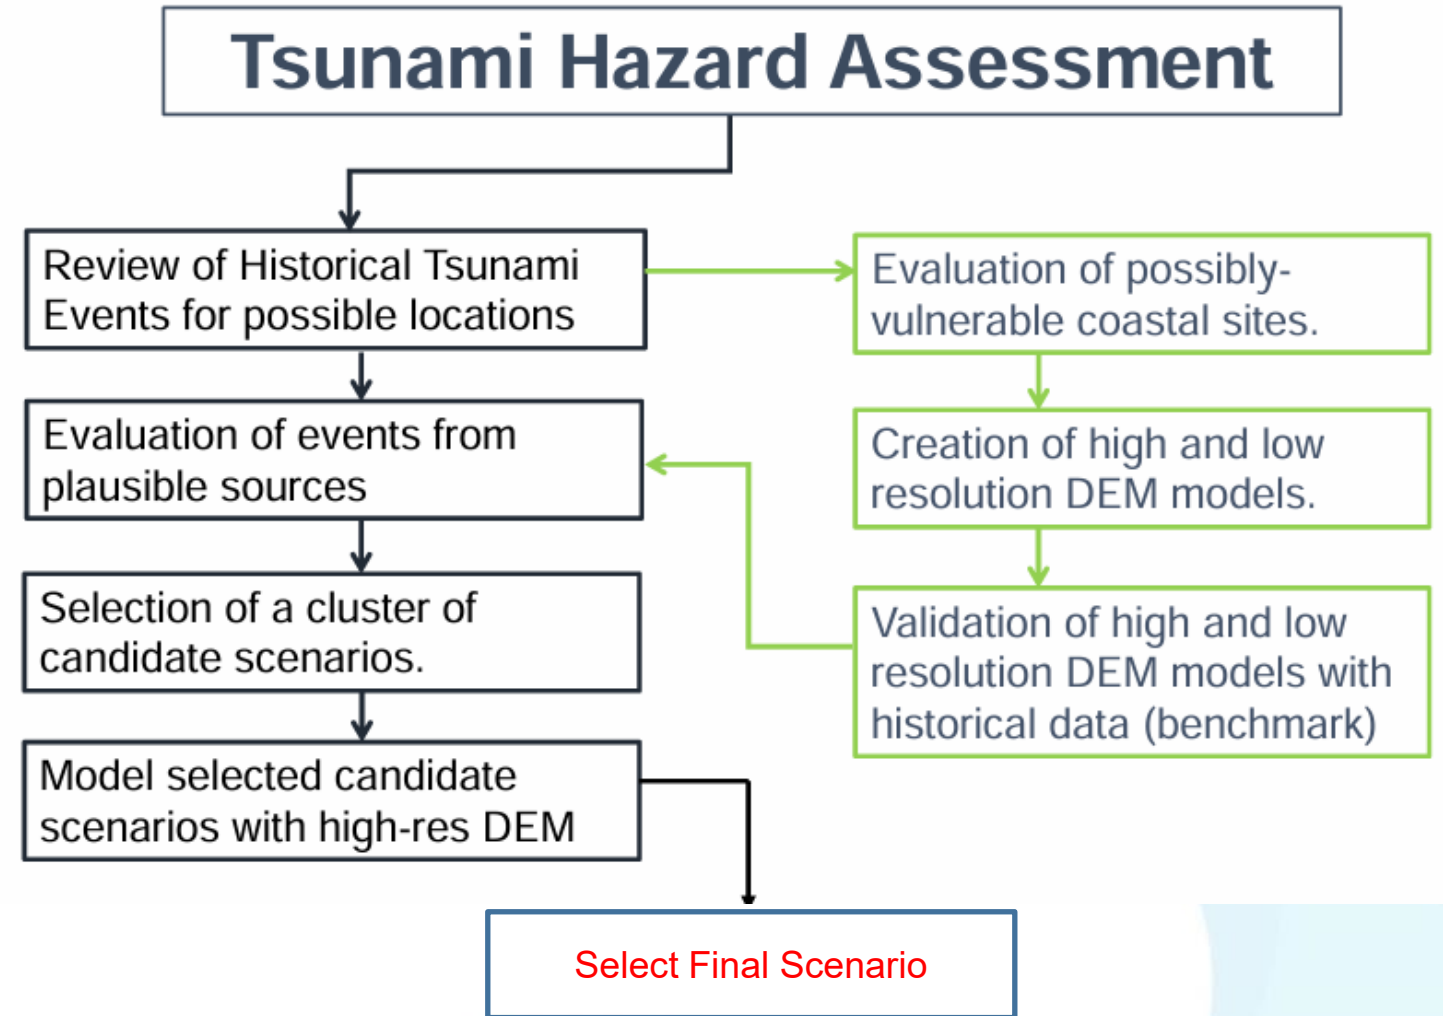 Tsunami Hazard Assessment
Review of Historical Tsunami
Events for possible locations
Evaluation of events from
plausible sources
Selection of a cluster of
candidate scenarios.
Model selected candidate
scenarios with high-res DEM
Evaluation of possibly-
vulnerable coastal sites.
Creation of high and low
resolution DEM models.
Validation of high and low
resolution DEM models with
historical data (benchmark)
Select Final Scenario